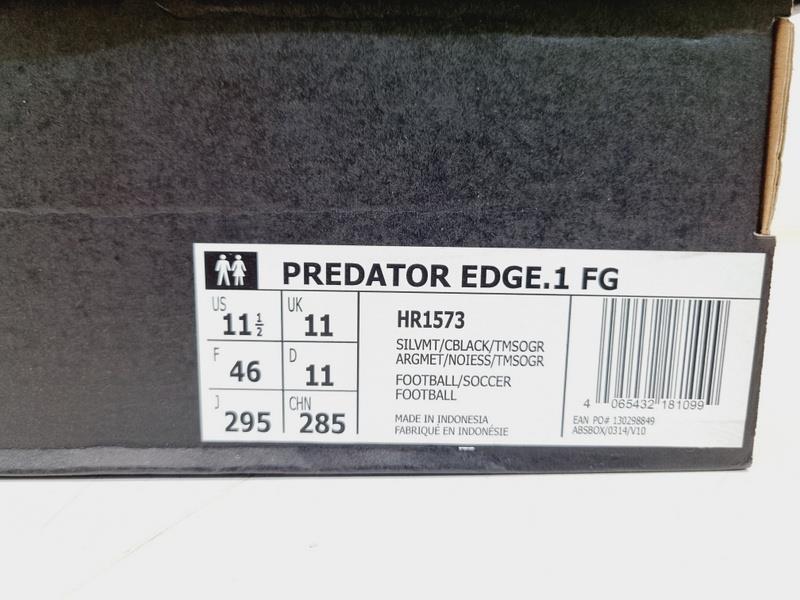 PREDATOR EDGE.1 FG
US 11½ UK 11
F 46 D 11
J 295 CHN 285
HR1573
SILVMT/CBLACK/TMSOGR
ARGMET/NOIESS/TMSOGR
FOOTBALL/SOCCER
FOOTBALL
MADE IN INDONESIA
FABRIQUÉ EN INDONÉSIE
4 065432 181099
EAN PO# 130298849
ABSBOX/0314/V10